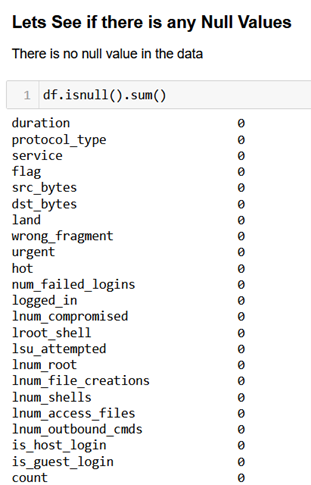 Lets See if there is any Null Values
There is no null value in the data
1 df.isnull().sum()
duration 0
protocol_type 0
service 0
flag 0
src_bytes 0
dst_bytes 0
land 0
wrong_fragment 0
urgent 0
hot 0
num_failed_logins 0
logged_in 0
lnum_compromised 0
lroot_shell 0
lsu_attempted 0
lnum_root 0
lnum_file_creations 0
lnum_shells 0
lnum_access_files 0
lnum_outbound_cmds 0
is_host_login 0
is_guest_login 0
count 0